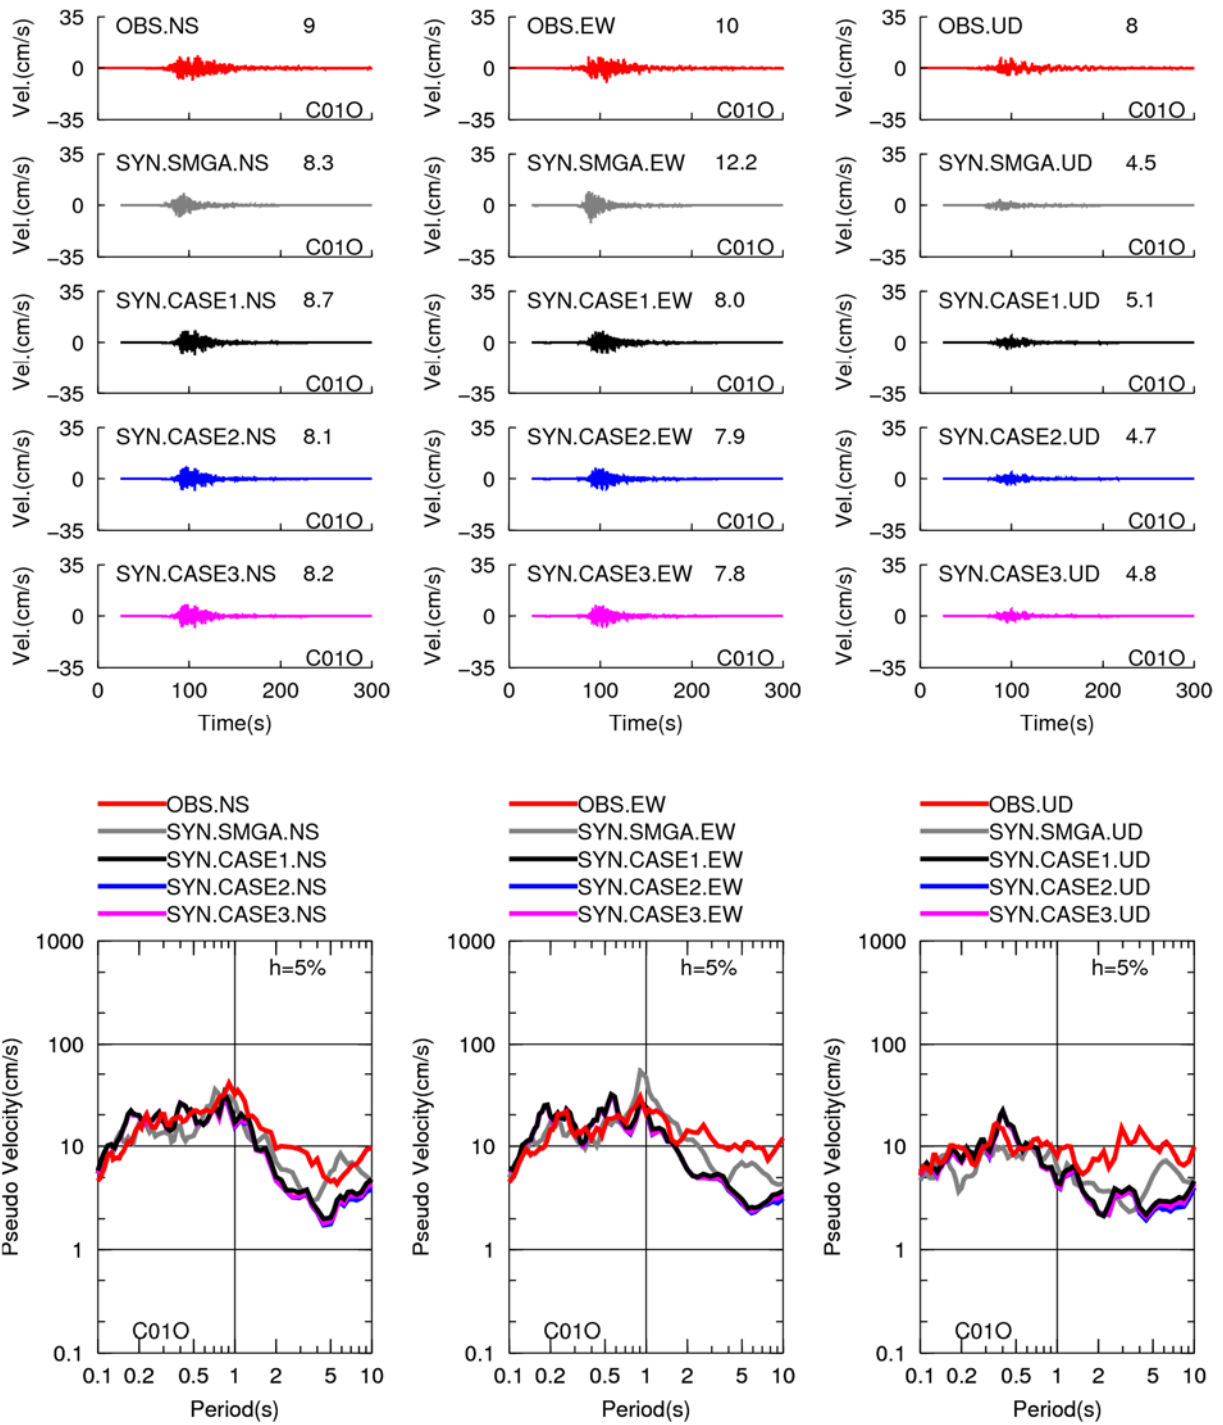 35 OBS.NS 9
Vel.(cm/s) 0
−35 C01O
35 OBS.EW 10
Vel.(cm/s) 0
−35 C01O
35 OBS.UD 8
Vel.(cm/s) 0
−35 C01O
35 SYN.SMGA.NS 8.3
Vel.(cm/s) 0
−35 C01O
35 SYN.SMGA.EW 12.2
Vel.(cm/s) 0
−35 C01O
35 SYN.SMGA.UD 4.5
Vel.(cm/s) 0
−35 C01O
35 SYN.CASE1.NS 8.7
Vel.(cm/s) 0
−35 C01O
35 SYN.CASE1.EW 8.0
Vel.(cm/s) 0
−35 C01O
35 SYN.CASE1.UD 5.1
Vel.(cm/s) 0
−35 C01O
35 SYN.CASE2.NS 8.1
Vel.(cm/s) 0
−35 C01O
35 SYN.CASE2.EW 7.9
Vel.(cm/s) 0
−35 C01O
35 SYN.CASE2.UD 4.7
Vel.(cm/s) 0
−35 C01O
35 SYN.CASE3.NS 8.2
Vel.(cm/s) 0
−35 C01O
0 100 200 300
Time(s)
35 SYN.CASE3.EW 7.8
Vel.(cm/s) 0
−35 C01O
0 100 200 300
Time(s)
35 SYN.CASE3.UD 4.8
Vel.(cm/s) 0
−35 C01O
0 100 200 300
Time(s)
OBS.NS
SYN.SMGA.NS
SYN.CASE1.NS
SYN.CASE2.NS
SYN.CASE3.NS
1000
h=5%
100
Pseudo Velocity(cm/s)
10
1
C01O
0.1
0.1 0.2 0.5 1 2 5 10
Period(s)
OBS.EW
SYN.SMGA.EW
SYN.CASE1.EW
SYN.CASE2.EW
SYN.CASE3.EW
1000
h=5%
100
Pseudo Velocity(cm/s)
10
1
C01O
0.1
0.1 0.2 0.5 1 2 5 10
Period(s)
OBS.UD
SYN.SMGA.UD
SYN.CASE1.UD
SYN.CASE2.UD
SYN.CASE3.UD
1000
h=5%
100
Pseudo Velocity(cm/s)
10
1
C01O
0.1
0.1 0.2 0.5 1 2 5 10
Period(s)